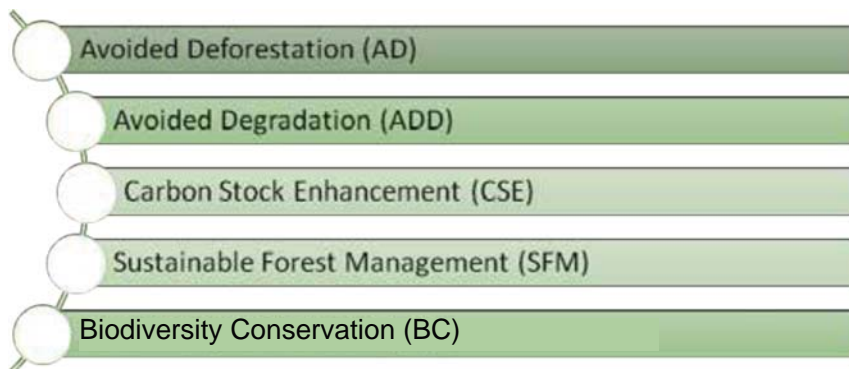 Avoided Deforestation (AD)
Avoided Degradation (ADD)
Carbon Stock Enhancement (CSE)
Sustainable Forest Management (SFM)
Biodiversity Conservation (BC)